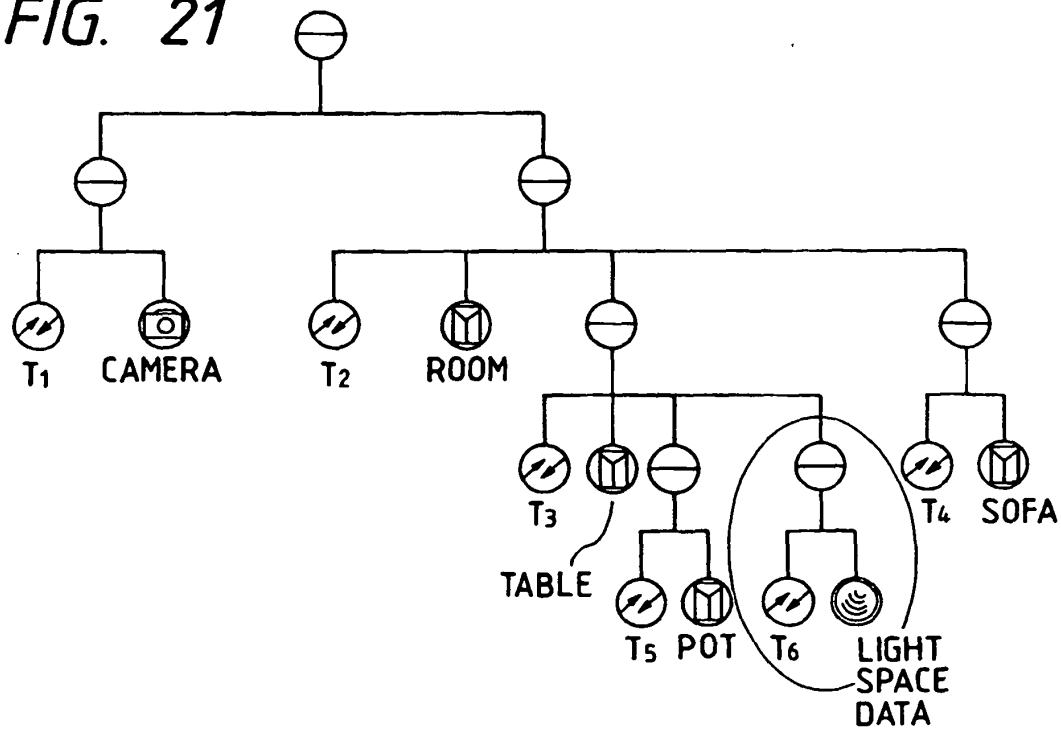 FIG. 21
T1 CAMERA T2 ROOM
T3 T4 SOFA
TABLE
T5 POT T6 LIGHT
SPACE
DATA